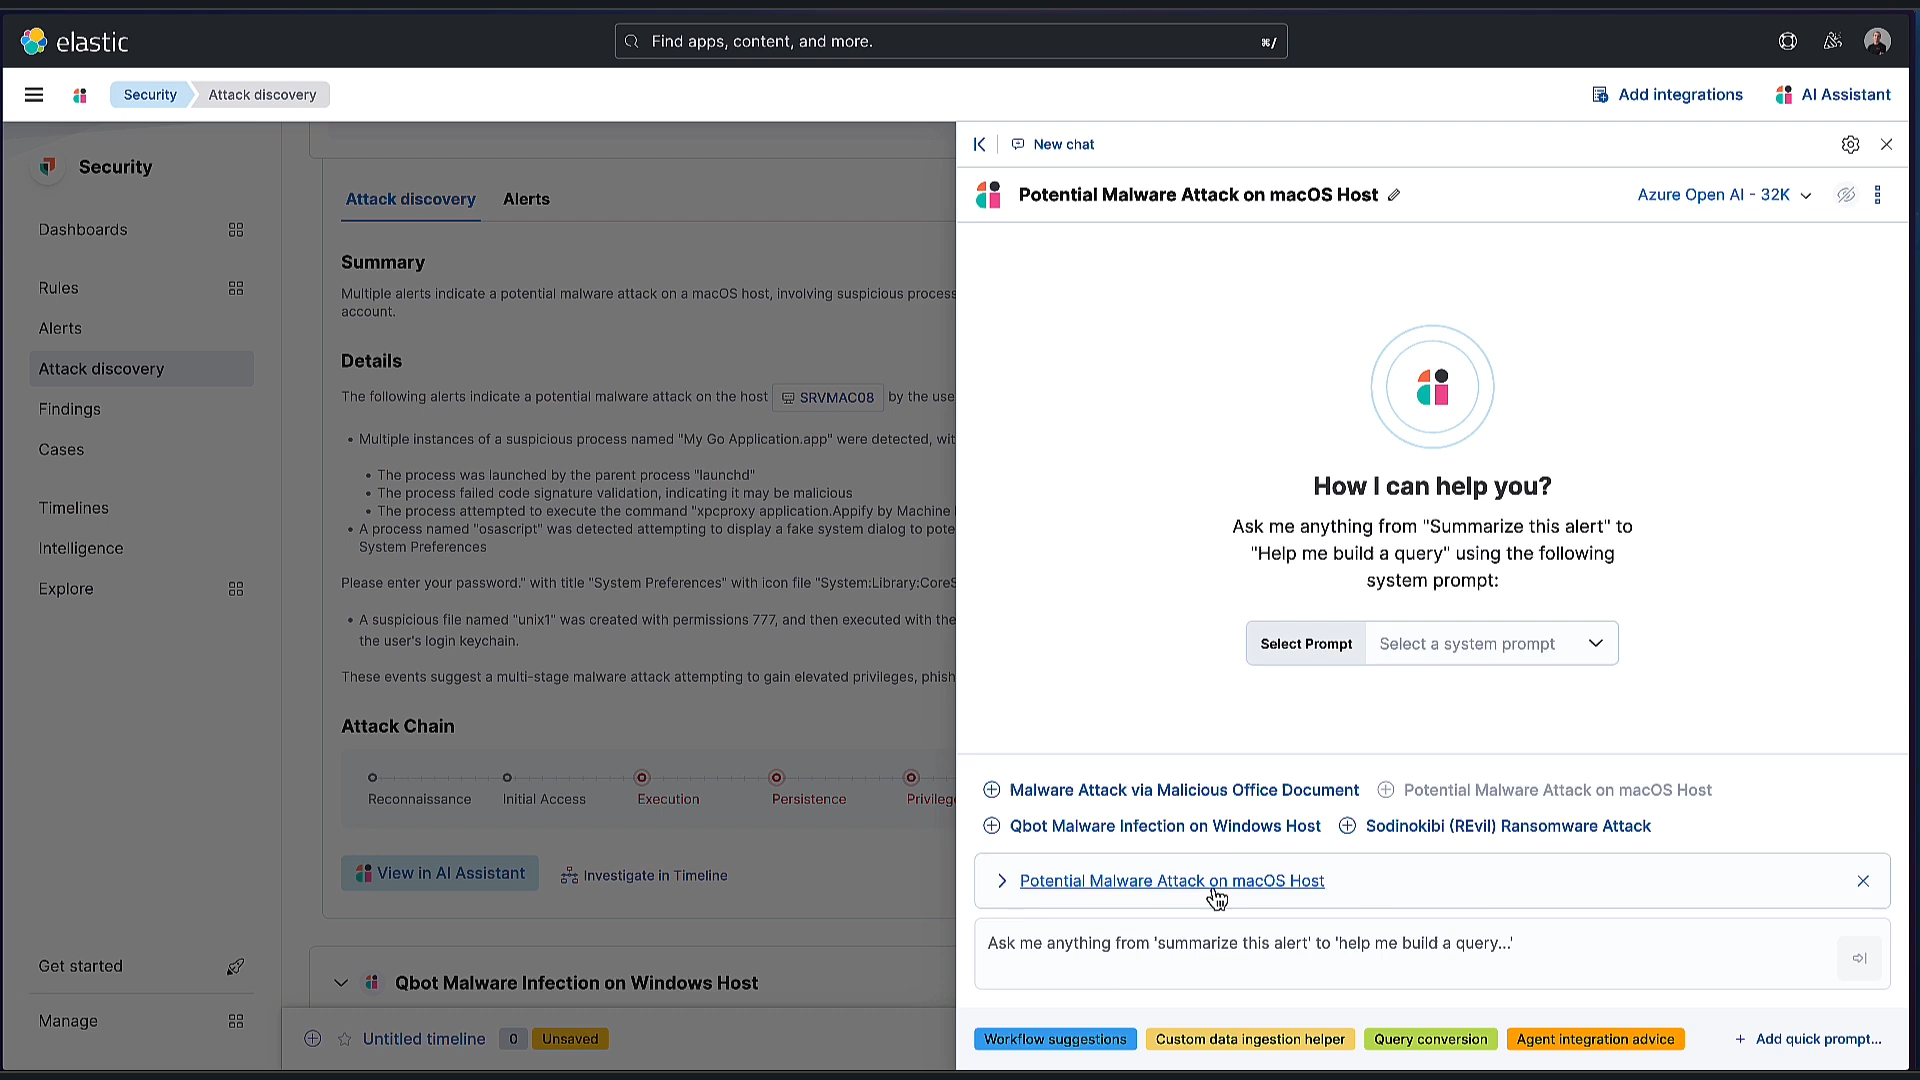 elastic
Find apps, content, and more.
⌘/
Security
Attack discovery
Add integrations
AI Assistant
Security
Dashboards
Rules
Alerts
Attack discovery
Findings
Cases
Timelines
Intelligence
Explore
Get started
Manage
Attack discovery
Alerts
Summary
Multiple alerts indicate a potential malware attack on a macOS host, involving suspicious process
account.
Details
The following alerts indicate a potential malware attack on the host SRVMAC08 by the use
• Multiple instances of a suspicious process named "My Go Application.app" were detected, wit
• The process was launched by the parent process "launchd"
• The process failed code signature validation, indicating it may be malicious
• The process attempted to execute the command "xpcproxy application.Appify by Machine
• A process named "osascript" was detected attempting to display a fake system dialog to pote
System Preferences
Please enter your password." with title "System Preferences" with icon file "System:Library:CoreS
• A suspicious file named "unix1" was created with permissions 777, and then executed with the
the user's login keychain.
These events suggest a multi-stage malware attack attempting to gain elevated privileges, phish
Attack Chain
Reconnaissance
Initial Access
Execution
Persistence
Privileg
View in AI Assistant
Investigate in Timeline
Qbot Malware Infection on Windows Host
Untitled timeline
0
Unsaved
New chat
Potential Malware Attack on macOS Host
Azure Open AI - 32K
How I can help you?
Ask me anything from "Summarize this alert" to
"Help me build a query" using the following
system prompt:
Select Prompt
Select a system prompt
Malware Attack via Malicious Office Document
Potential Malware Attack on macOS Host
Qbot Malware Infection on Windows Host
Sodinokibi (REvil) Ransomware Attack
Potential Malware Attack on macOS Host
Ask me anything from 'summarize this alert' to 'help me build a query...'
Workflow suggestions
Custom data ingestion helper
Query conversion
Agent integration advice
+ Add quick prompt...